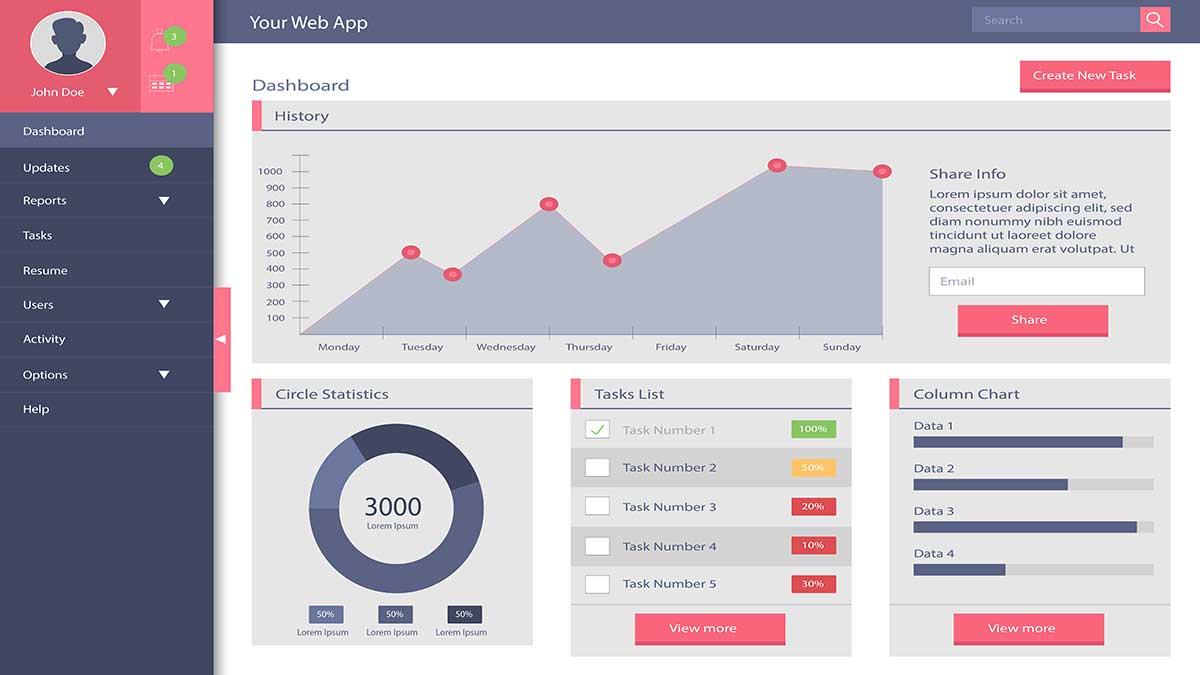 Your Web App
Search
3
1
John Doe
Dashboard
Updates
4
Reports
Tasks
Resume
Users
Activity
Options
Help
Dashboard
Create New Task
History
1000
900
800
700
600
500
400
300
200
100
Monday
Tuesday
Wednesday
Thursday
Friday
Saturday
Sunday
Share Info
Lorem ipsum dolor sit amet,
consectetuer adipiscing elit, sed
diam nonummy nibh euismod
tincidunt ut laoreet dolore
magna aliquam erat volutpat. Ut
Email
Share
Circle Statistics
3000
Lorem Ipsum
50%
50%
50%
Lorem Ipsum
Lorem Ipsum
Lorem Ipsum
Tasks List
Task Number 1
100%
Task Number 2
50%
Task Number 3
20%
Task Number 4
10%
Task Number 5
30%
View more
Column Chart
Data 1
Data 2
Data 3
Data 4
View more